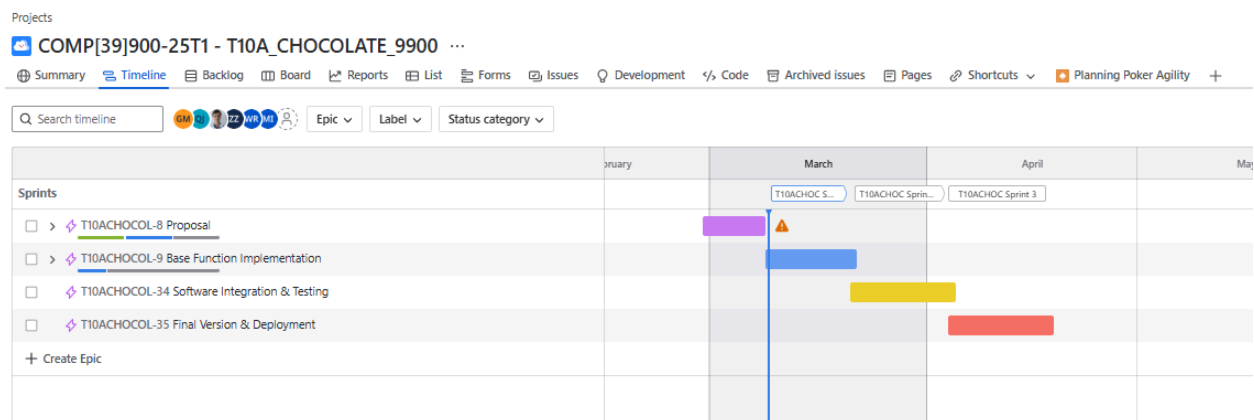 Projects
COMP[39]900-25T1 - T10A_CHOCOLATE_9900 ...
Summary Timeline Backlog Board Reports List Forms Issues Development Code Archived issues Pages Shortcuts Planning Poker Agility
Search timeline GM QJ ZZ WR MI Epic Label Status category
bruary March April May
Sprints T10ACHOC S... T10ACHOC Sprin... T10ACHOC Sprint 3
T10ACHOCOL-8 Proposal
T10ACHOCOL-9 Base Function Implementation
T10ACHOCOL-34 Software Integration & Testing
T10ACHOCOL-35 Final Version & Deployment
+ Create Epic